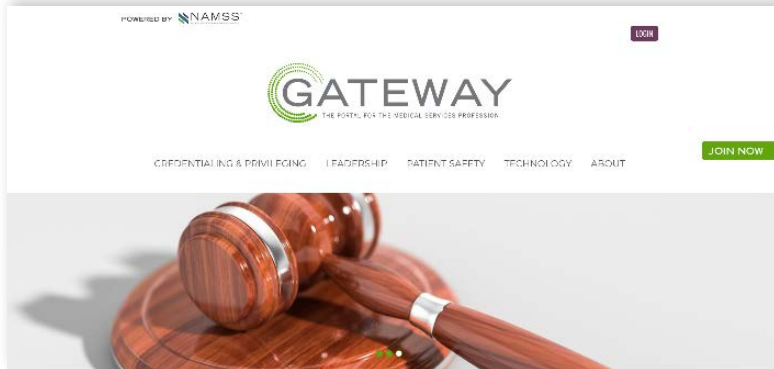 POWERED BY NAMSS
LOGIN
GATEWAY
THE PORTAL FOR THE MEDICAL SERVICES PROFESSION
JOIN NOW
CREDENTIALING & PRIVILEGING LEADERSHIP PATIENT SAFETY TECHNOLOGY ABOUT